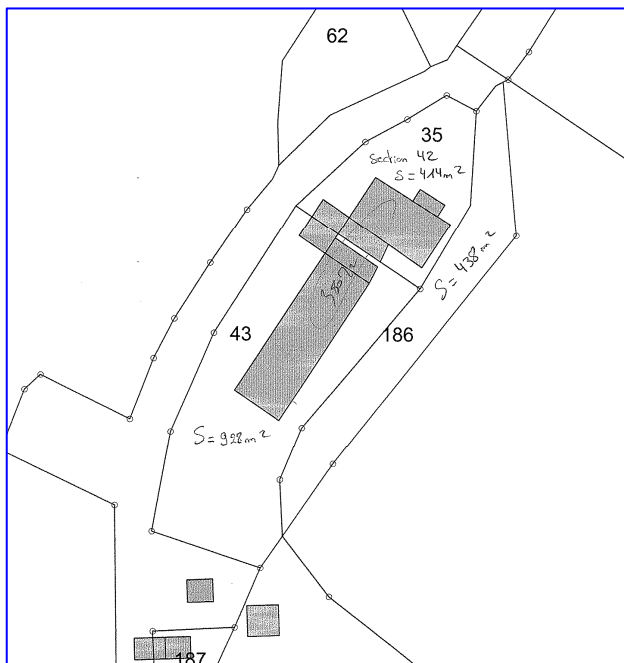 62
35
Section 42
S = 414 m²
S = 438 m²
43
186
S = 928 m²
187